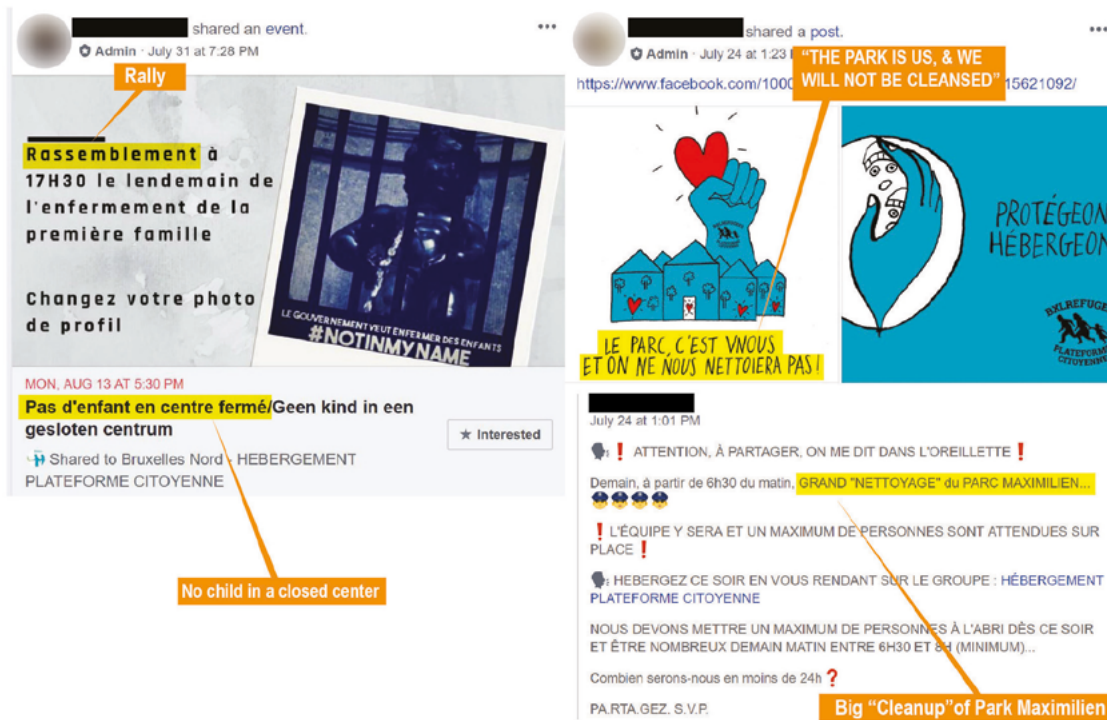 shared an event.
Admin · July 31 at 7:28 PM
Rally
Rassemblement à
17H30 le lendemain de
l'enfermement de la
première famille
Changez votre photo
de profil
LE GOUVERNEMENT VEUT ENFERMER DES ENFANTS
#NOTINMYNAME
MON, AUG 13 AT 5:30 PM
Pas d'enfant en centre fermé/Geen kind in een
gesloten centrum
★ Interested
Shared to Bruxelles Nord - HEBERGEMENT
PLATEFORME CITOYENNE
No child in a closed center
shared a post.
Admin · July 24 at 1:23
"THE PARK IS US, & WE
WILL NOT BE CLEANSED"
https://www.facebook.com/1000 15621092/
BXLREFUGEES
PLATEFORME
CITOYENNE
LE PARC, C'EST VNOUS
ET ON NE NOUS NETTOIERA PAS!
PROTÉGEON
HÉBERGEON
BXLREFUGE
PLATEFORME
CITOYENNE
July 24 at 1:01 PM
🗣❗ ATTENTION, À PARTAGER, ON ME DIT DANS L'OREILLETTE❗
Demain, à partir de 6h30 du matin, GRAND "NETTOYAGE" du PARC MAXIMILIEN...
👮👮👮👮
❗L'ÉQUIPE Y SERA ET UN MAXIMUM DE PERSONNES SONT ATTENDUES SUR
PLACE❗
🗣 HEBERGEZ CE SOIR EN VOUS RENDANT SUR LE GROUPE : HÉBERGEMENT
PLATEFORME CITOYENNE
NOUS DEVONS METTRE UN MAXIMUM DE PERSONNES À L'ABRI DÈS CE SOIR
ET ÊTRE NOMBREUX DEMAIN MATIN ENTRE 6H30 ET 8H (MINIMUM)...
Combien serons-nous en moins de 24h❓
PA.RTA.GEZ. S.V.P.
Big "Cleanup"of Park Maximilien